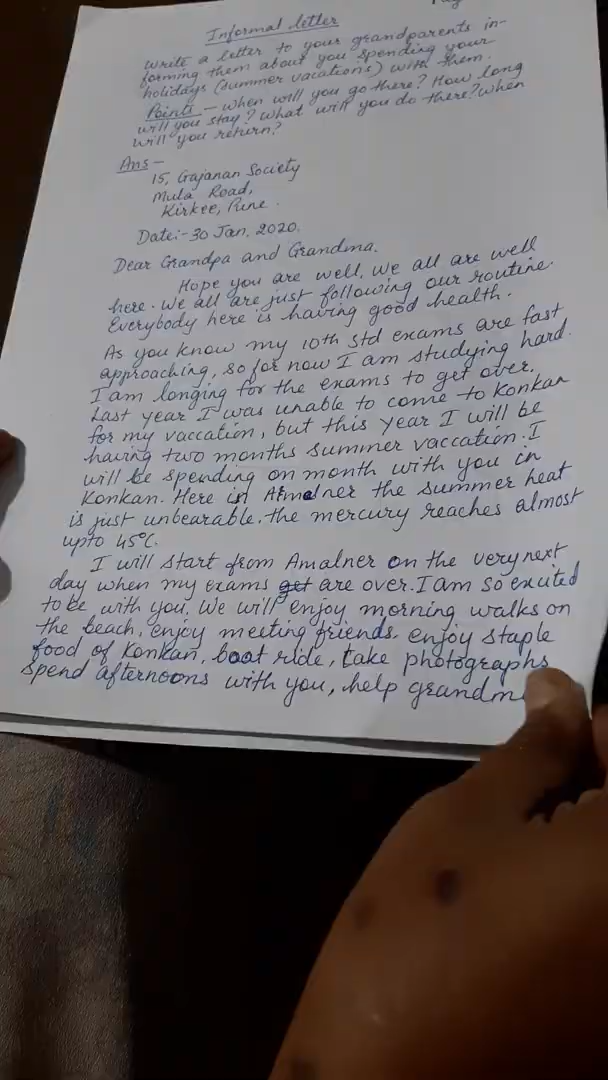 Informal letter
Write a letter to your grandparents in-
forming them about you spending your
holidays (summer vacations) with them.
Points - When will you go there? How long
will you stay? What will you do there? When
will you return?
Ans -
15, Gajanan Society
Mula Road,
Kirkee, Pune.
Date:- 30 Jan. 2020.
Dear Grandpa and Grandma.
Hope you are well, we all are well
here. We all are just following our routine.
Everybody here is having good health.
As you know my 10th std exams are fast
approaching, so for now I am studying hard.
I am longing for the exams to get over.
Last year I was unable to come to Konkan
for my vaccation, but this year I will be
having two months summer vaccation. I
will be spending on month with you in
Konkan. Here in Amalner the summer heat
is just unbearable. the mercury reaches almost
upto 45°C.
I will start from Amalner on the very next
day when my exams get are over. I am so excited
to be with you. We will enjoy morning walks on
the beach, enjoy meeting friends, enjoy staple
food of Konkan, boat ride, take photographs
spend afternoons with you, help grandm